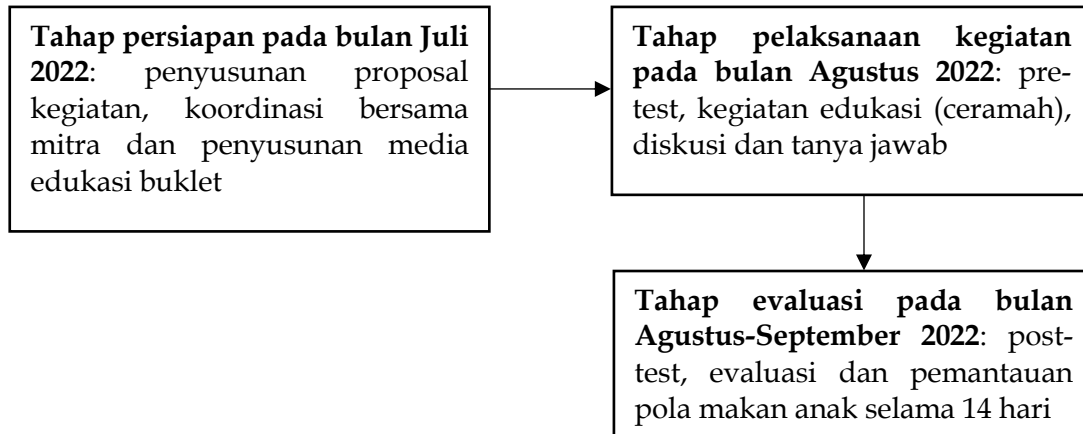 Tahap persiapan pada bulan Juli
2022: penyusunan proposal
kegiatan, koordinasi bersama
mitra dan penyusunan media
edukasi buklet
Tahap pelaksanaan kegiatan
pada bulan Agustus 2022: pre-
test, kegiatan edukasi (ceramah),
diskusi dan tanya jawab
Tahap evaluasi pada bulan
Agustus-September 2022: post-
test, evaluasi dan pemantauan
pola makan anak selama 14 hari